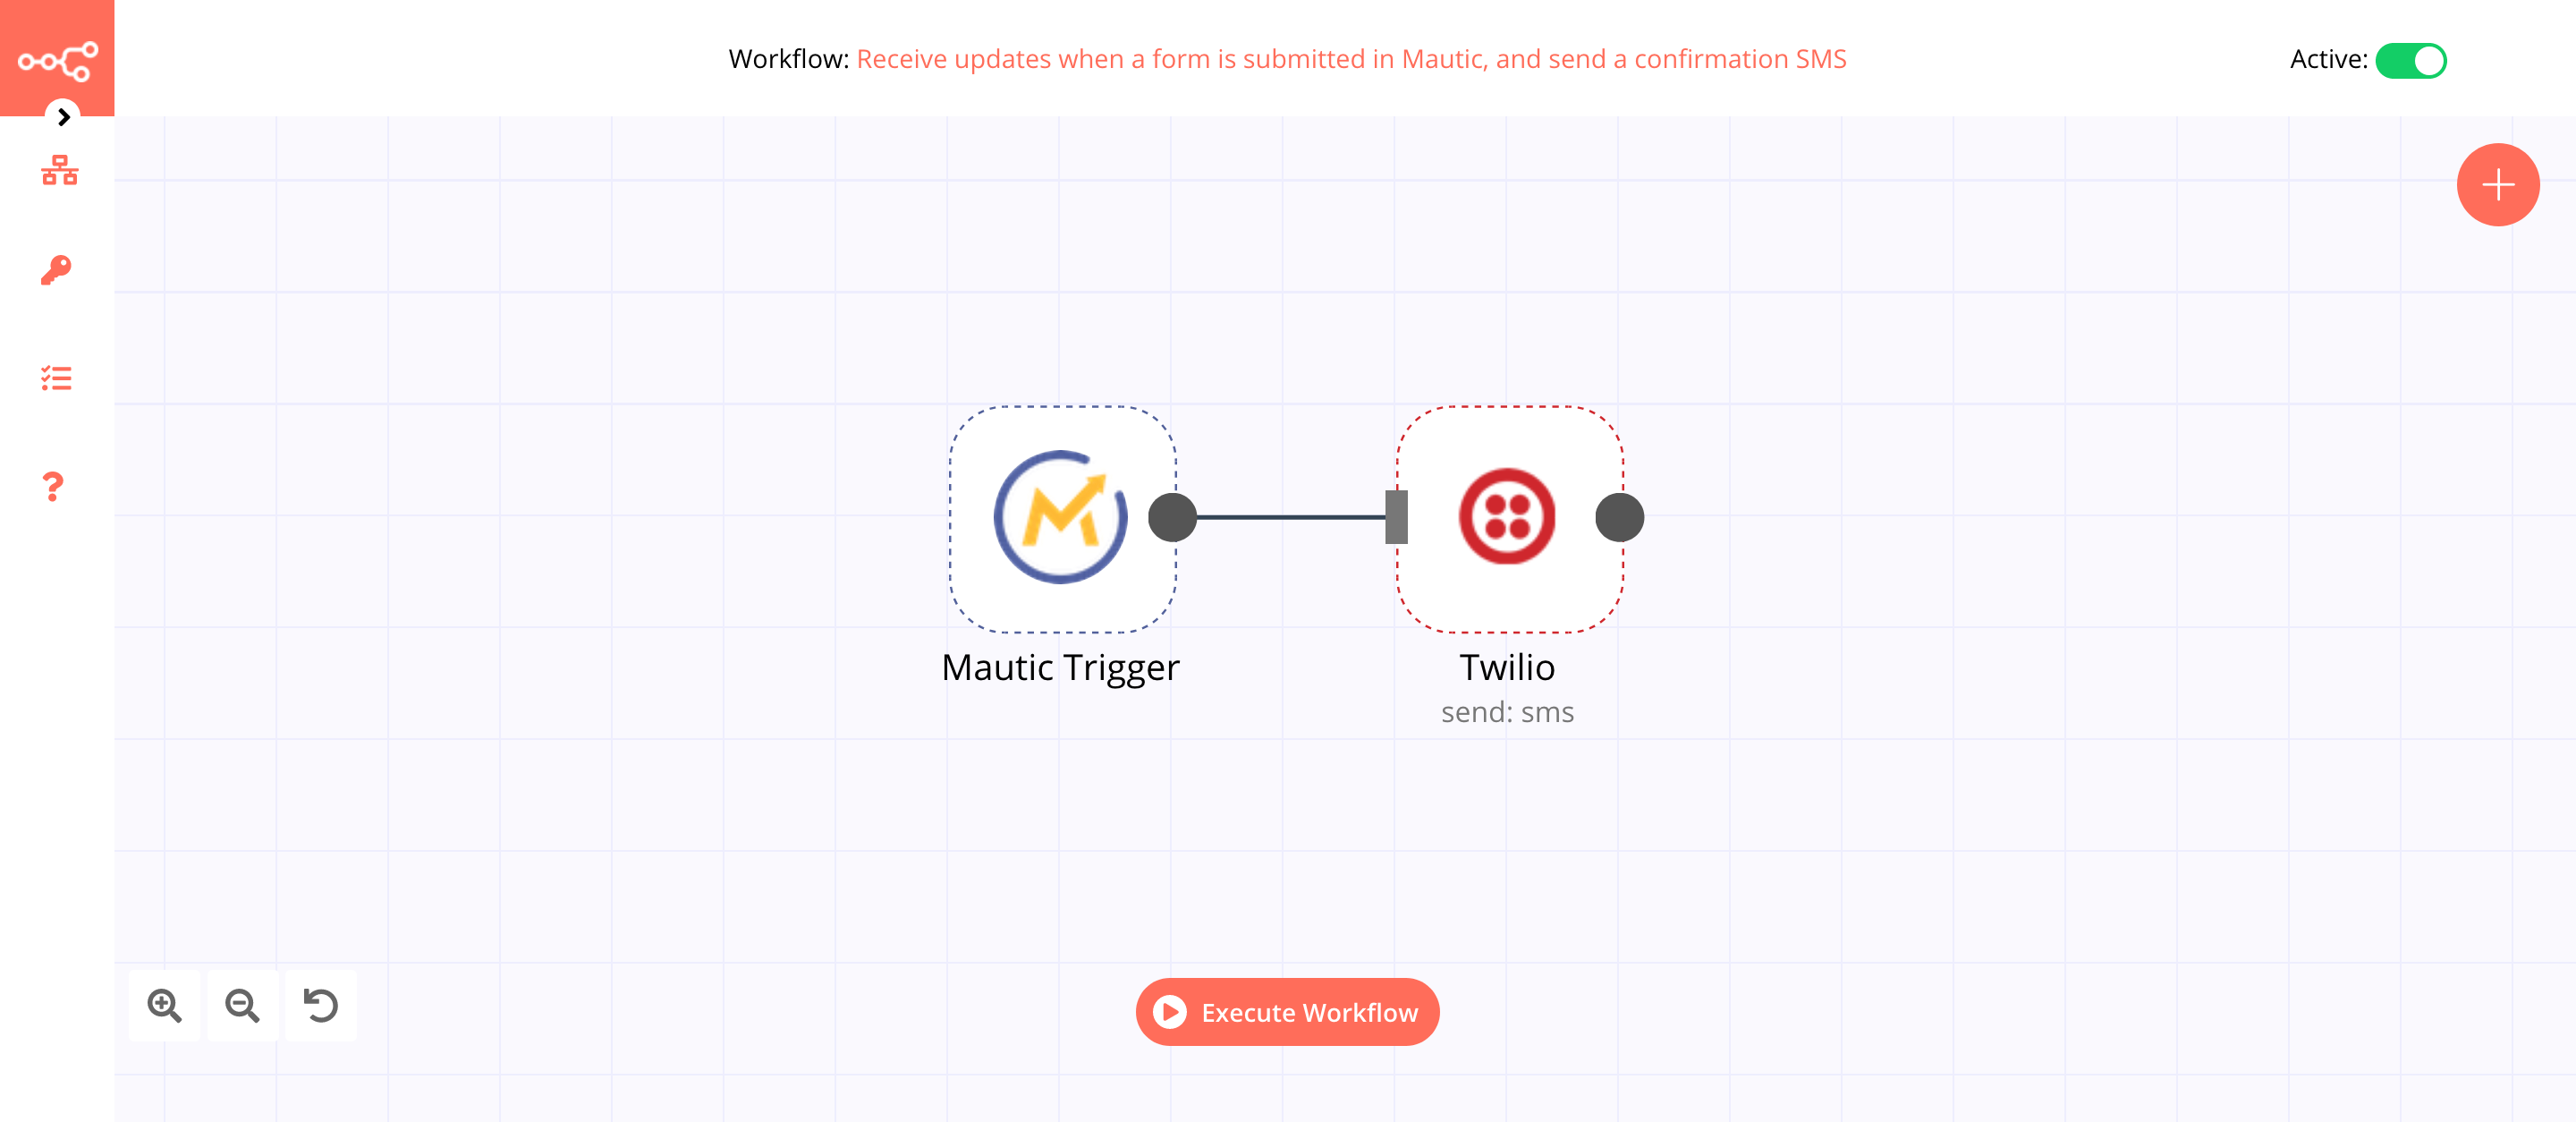 Workflow: Receive updates when a form is submitted in Mautic, and send a confirmation SMS
Active:
Mautic Trigger
Twilio
send: sms
Execute Workflow